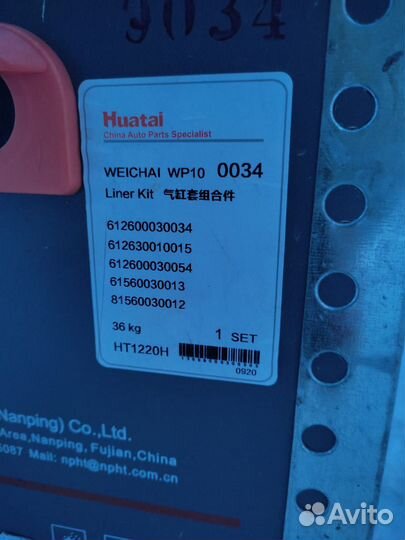 0034
Huatai
China Auto Parts Specialist
WEICHAI WP10 0034
Liner Kit 气缸套组合件
612600030034
612630010015
612600030054
61560030013
81560030012
36 kg 1 SET
HT1220H
0920
Nanping) Co.,Ltd.
Area, Nanping, Fujian, China
5087 Mail: npht@npht.com.cn
Avito